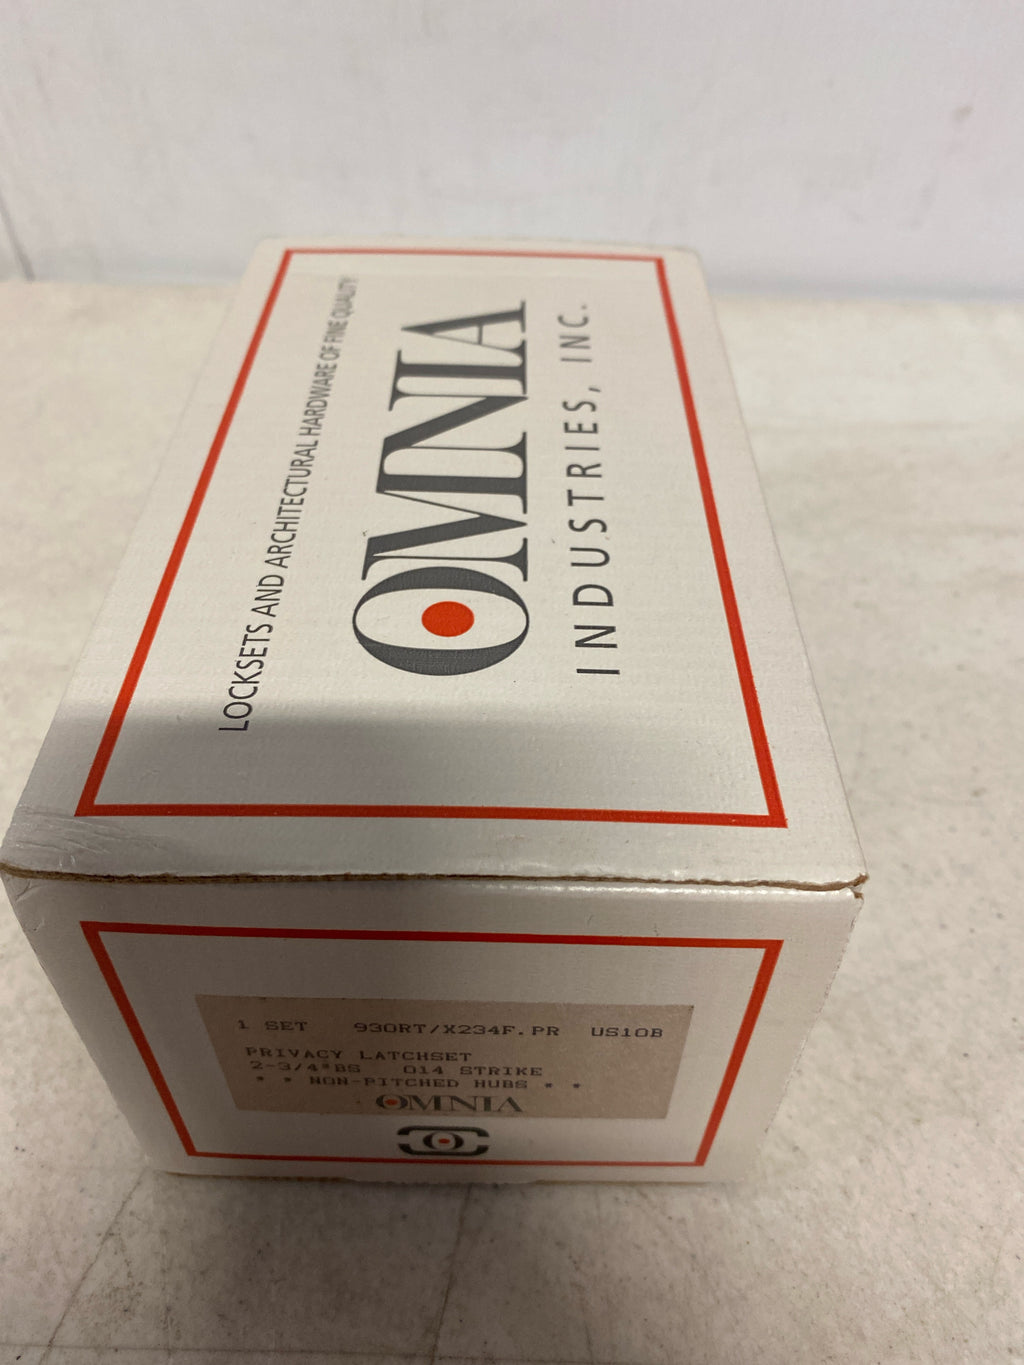 LOCKSETS AND ARCHITECTURAL HARDWARE OF FINE QUALITY
OMNIA
INDUSTRIES, INC.
1 SET 930RT/X234F.PR US10B
PRIVACY LATCHSET
2-3/4"BS 014 STRIKE
* * NON-PITCHED HUBS * *
OMNIA